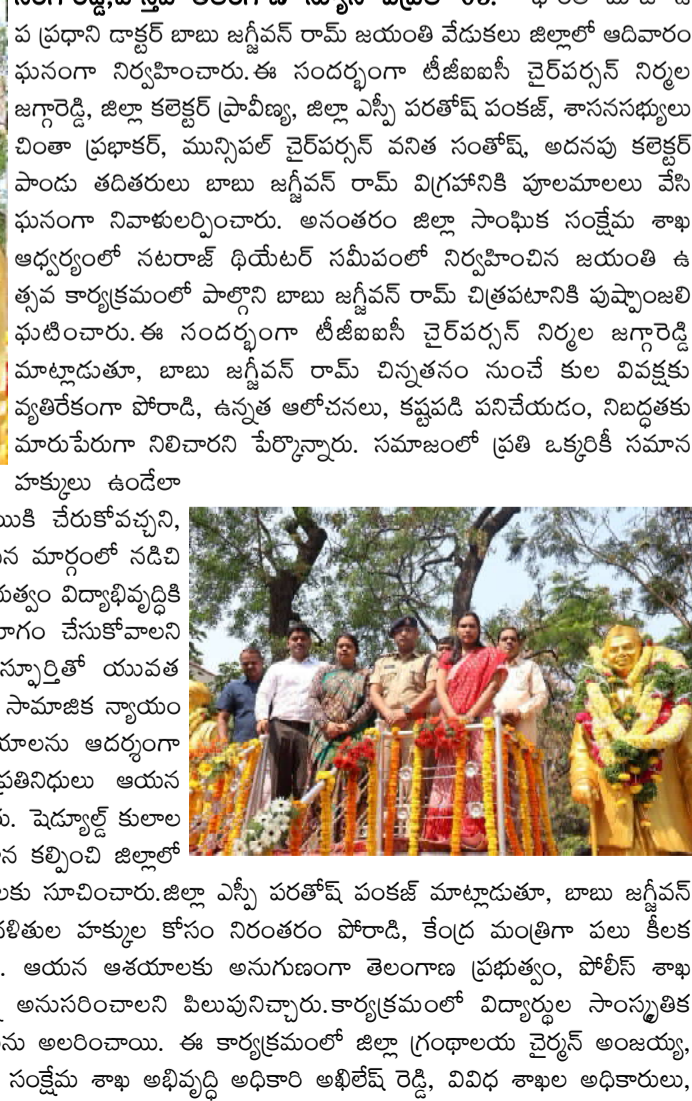 ప ప్రధాని డాక్టర్ బాబు జగ్జీవన్ రామ్ జయంతి వేడుకలు జిల్లాలో ఆదివారం
ఘనంగా నిర్వహించారు.ఈ సందర్భంగా టీజీఐఐసీ చైర్‌పర్సన్ నిర్మల
జగ్గారెడ్డి, జిల్లా కలెక్టర్ ప్రావీణ్య, జిల్లా ఎస్పీ పరతోష్ పంకజ్, శాసనసభ్యులు
చింతా ప్రభాకర్, మున్సిపల్ చైర్‌పర్సన్ వనిత సంతోష్, అదనపు కలెక్టర్
పాండు తదితరులు బాబు జగ్జీవన్ రామ్ విగ్రహానికి పూలమాలలు వేసి
ఘనంగా నివాళులర్పించారు. అనంతరం జిల్లా సాంఘిక సంక్షేమ శాఖ
ఆధ్వర్యంలో నటరాజ్ థియేటర్ సమీపంలో నిర్వహించిన జయంతి ఉ
త్సవ కార్యక్రమంలో పాల్గొని బాబు జగ్జీవన్ రామ్ చిత్రపటానికి పుష్పాంజలి
ఘటించారు.ఈ సందర్భంగా టీజీఐఐసీ చైర్‌పర్సన్ నిర్మల జగ్గారెడ్డి
మాట్లాడుతూ, బాబు జగ్జీవన్ రామ్ చిన్నతనం నుంచే కుల వివక్షకు
వ్యతిరేకంగా పోరాడి, ఉన్నత ఆలోచనలు, కష్టపడి పనిచేయడం, నిబద్ధతకు
మారుపేరుగా నిలిచారని పేర్కొన్నారు. సమాజంలో ప్రతి ఒక్కరికీ సమాన
హక్కులు ఉండేలా
చేరుకోవచ్చని,
మార్గంలో నడిచి
విద్యాభివృద్ధికి
చేసుకోవాలని
స్ఫూర్తితో యువత
సామాజిక న్యాయం
ఆదర్శంగా
ప్రతినిధులు ఆయన
షెడ్యూల్డ్ కులాల
కల్పించి జిల్లాలో
సూచించారు.జిల్లా ఎస్పీ పరతోష్ పంకజ్ మాట్లాడుతూ, బాబు జగ్జీవన్
హక్కుల కోసం నిరంతరం పోరాడి, కేంద్ర మంత్రిగా పలు కీలక
. ఆయన ఆశయాలకు అనుగుణంగా తెలంగాణ ప్రభుత్వం, పోలీస్ శాఖ
అనుసరించాలని పిలుపునిచ్చారు.కార్యక్రమంలో విద్యార్థుల సాంస్కృతిక
అలరించాయి. ఈ కార్యక్రమంలో జిల్లా గ్రంథాలయ చైర్మన్ అంజయ్య,
సంక్షేమ శాఖ అభివృద్ధి అధికారి అఖిలేష్ రెడ్డి, వివిధ శాఖల అధికారులు,